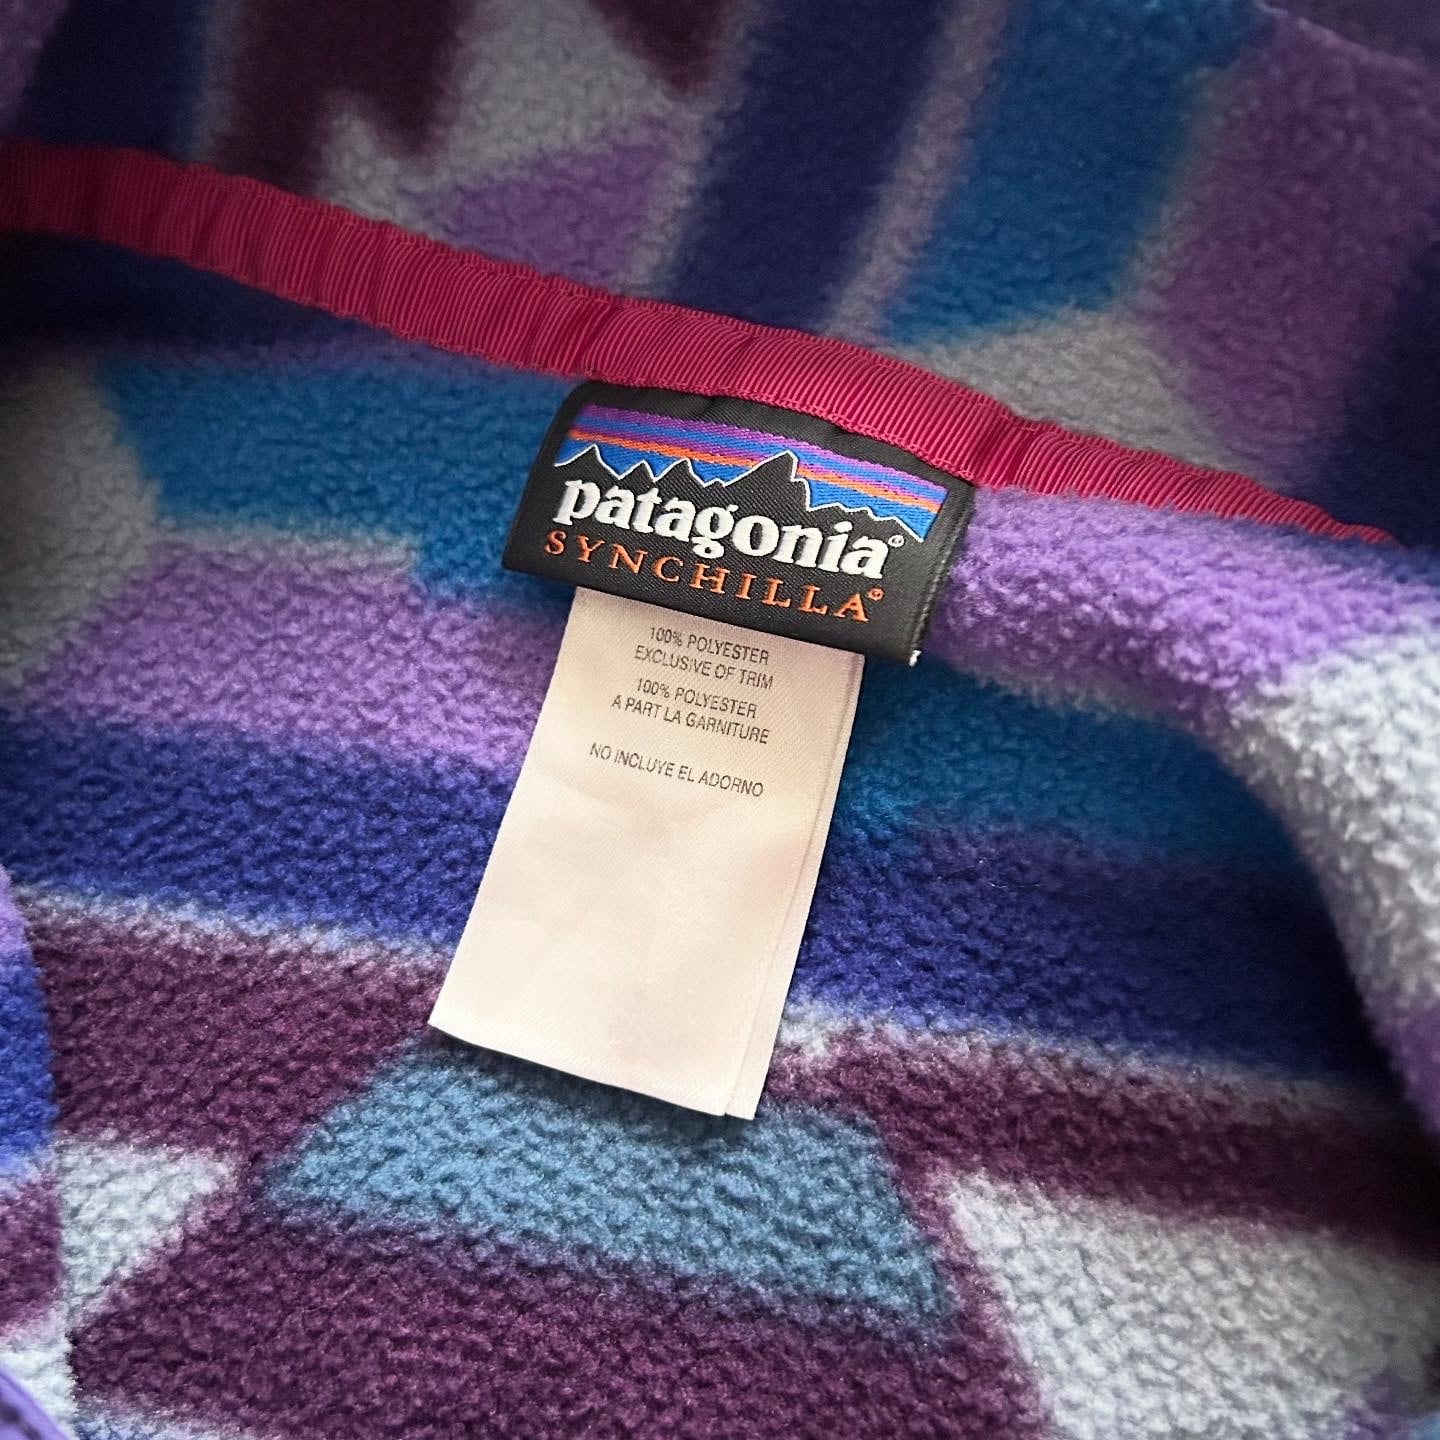 patagonia®
SYNCHILLA®
100% POLYESTER
EXCLUSIVE OF TRIM
100% POLYESTER
A PART LA GARNITURE
NO INCLUYE EL ADORNO